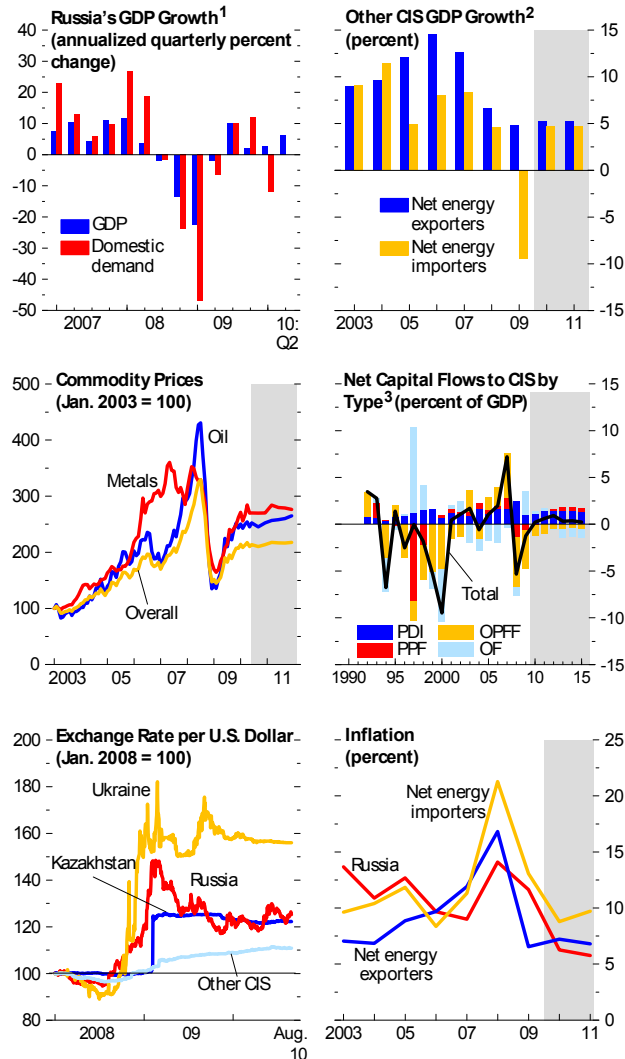 Russia's GDP Growth¹
(annualized quarterly percent
change)
40
30
20
10
0
-10
-20
-30
-40
-50
GDP
Domestic
demand
2007
08
09
10:
Q2
Other CIS GDP Growth²
(percent)
15
10
5
0
-5
-10
-15
Net energy
exporters
Net energy
importers
2003
05
07
09
11
Commodity Prices
(Jan. 2003 = 100)
500
400
300
200
100
0
Oil
Metals
Overall
2003
05
07
09
11
Net Capital Flows to CIS by
Type³ (percent of GDP)
15
10
5
0
-5
-10
-15
Total
PDI
OPFF
PPF
OF
1990
95
2000
05
10
15
Exchange Rate per U.S. Dollar
(Jan. 2008 = 100)
200
180
160
140
120
100
80
Ukraine
Kazakhstan
Russia
Other CIS
2008
09
Aug.
10
Inflation
(percent)
25
20
15
10
5
0
Net energy
importers
Russia
Net energy
exporters
2003
05
07
09
11